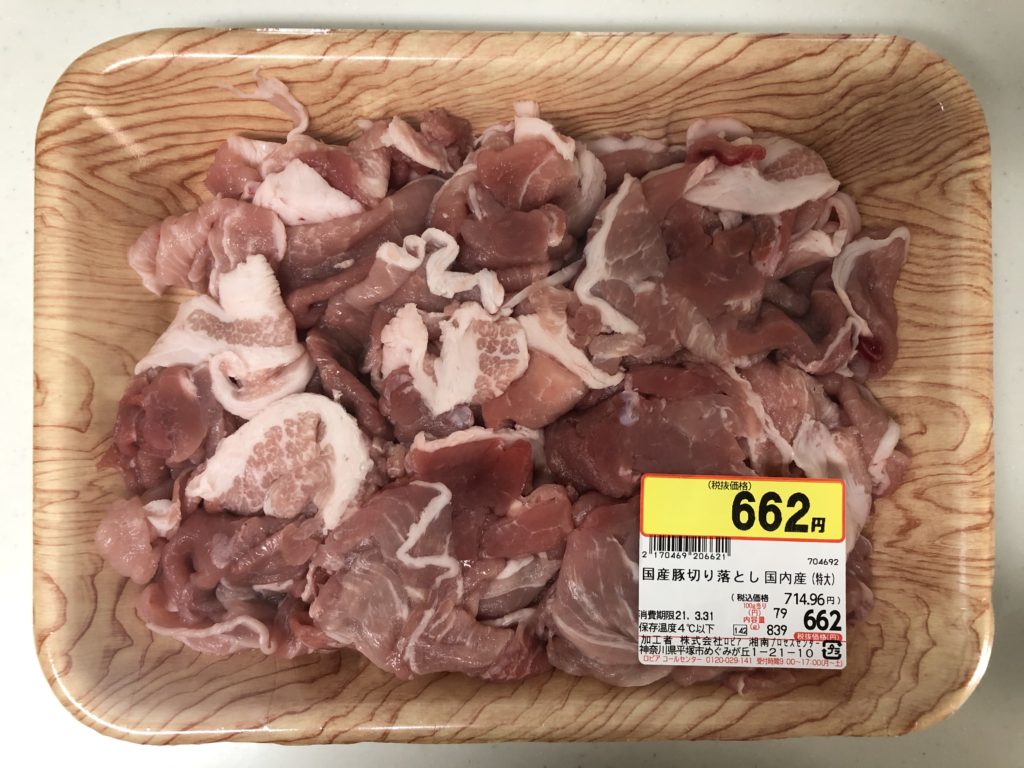 (税抜価格)
662円
2 170469 206621
704692
国産豚切り落とし 国内産 (特大)
(税込価格 714.96円)
消費期限21. 3.31
100g当り(円) 79
保存温度4℃以下
142
内容量(g) 839
662
税抜価格(円)
加工者 株式会社ロピア 湘南プロセスセンター
神奈川県平塚市めぐみが丘1-21-10
プラ
ロピア コールセンター 0120-029-141 受付時間9:00~17:00(月~土)